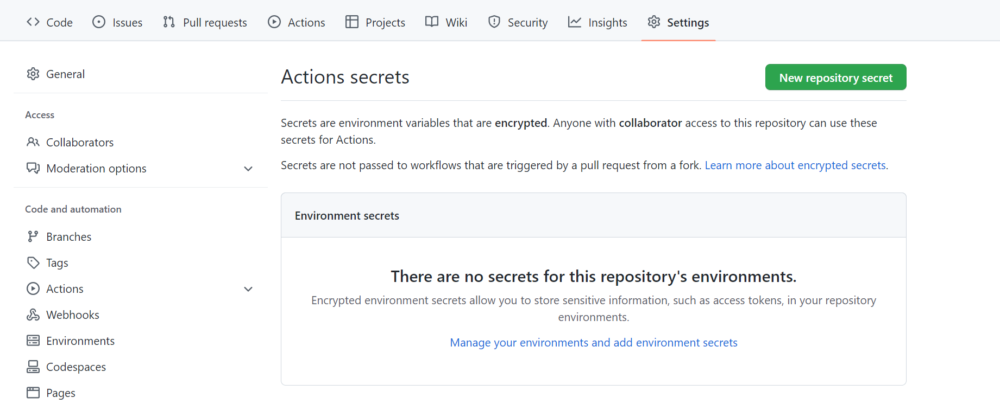 Code Issues Pull requests Actions Projects Wiki Security Insights Settings
General
Access
Collaborators
Moderation options
Code and automation
Branches
Tags
Actions
Webhooks
Environments
Codespaces
Pages
Actions secrets
New repository secret
Secrets are environment variables that are encrypted. Anyone with collaborator access to this repository can use these
secrets for Actions.
Secrets are not passed to workflows that are triggered by a pull request from a fork. Learn more about encrypted secrets.
Environment secrets
There are no secrets for this repository's environments.
Encrypted environment secrets allow you to store sensitive information, such as access tokens, in your repository
environments.
Manage your environments and add environment secrets